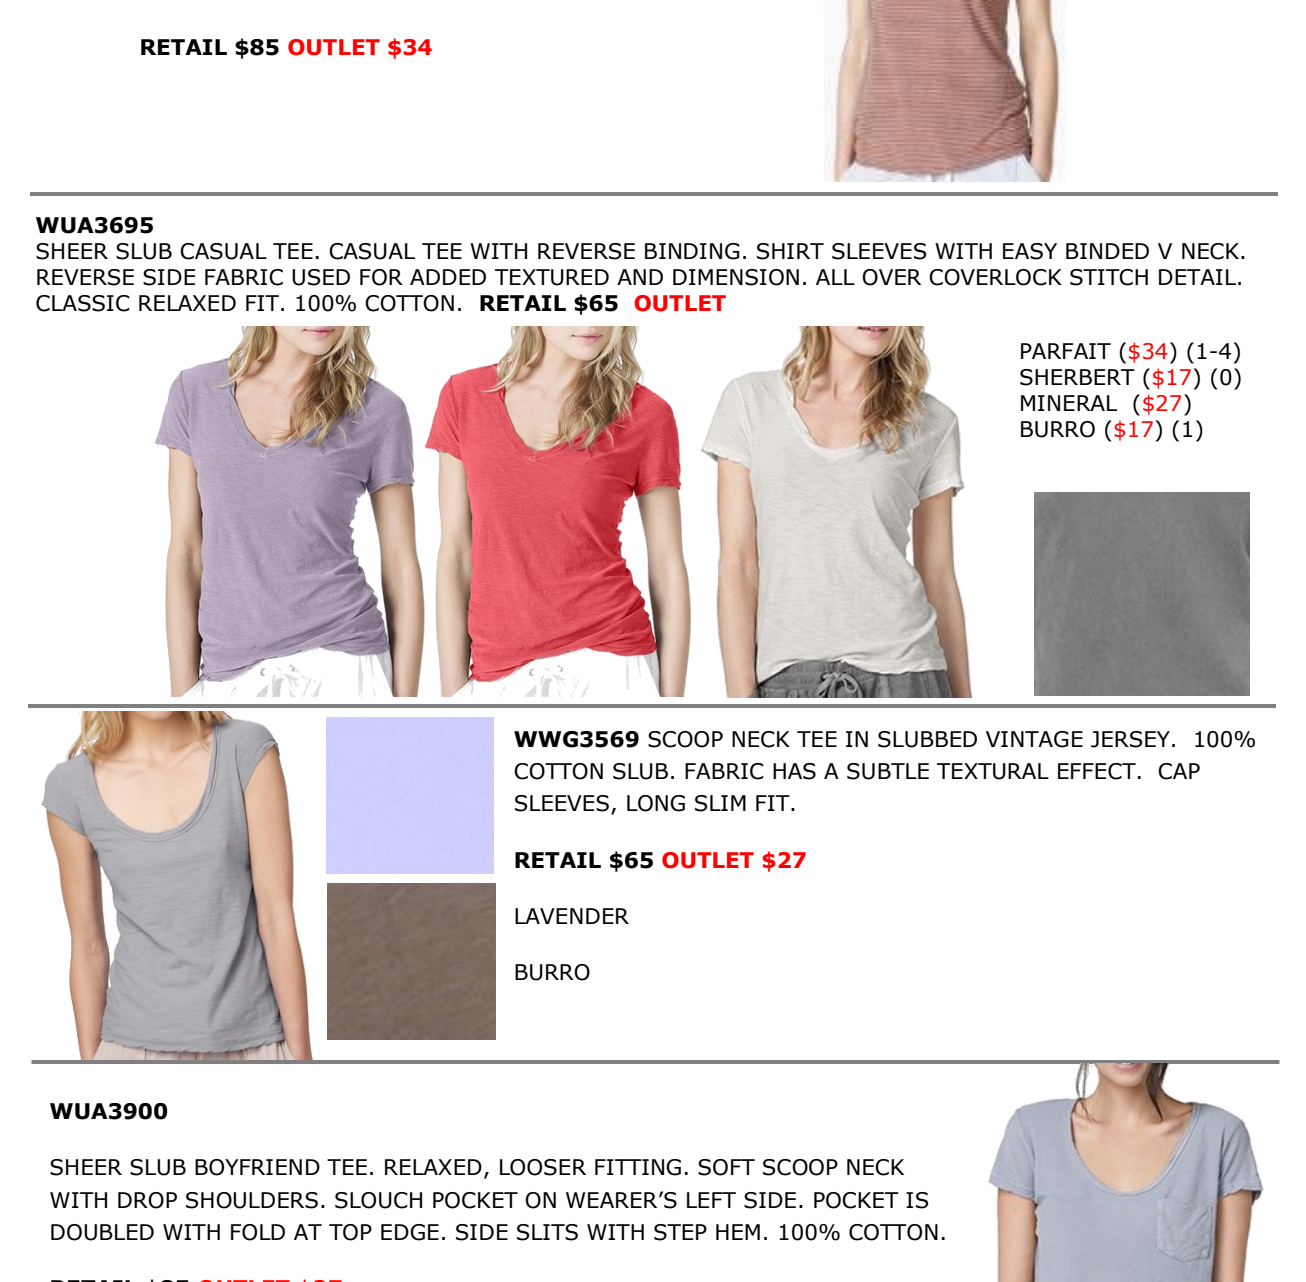 RETAIL $85 OUTLET $34
WUA3695
SHEER SLUB CASUAL TEE. CASUAL TEE WITH REVERSE BINDING. SHIRT SLEEVES WITH EASY BINDED V NECK.
REVERSE SIDE FABRIC USED FOR ADDED TEXTURED AND DIMENSION. ALL OVER COVERLOCK STITCH DETAIL.
CLASSIC RELAXED FIT. 100% COTTON. RETAIL $65 OUTLET
PARFAIT ($34) (1-4)
SHERBERT ($17) (0)
MINERAL ($27)
BURRO ($17) (1)
WWG3569 SCOOP NECK TEE IN SLUBBED VINTAGE JERSEY. 100%
COTTON SLUB. FABRIC HAS A SUBTLE TEXTURAL EFFECT. CAP
SLEEVES, LONG SLIM FIT.
RETAIL $65 OUTLET $27
LAVENDER
BURRO
WUA3900
SHEER SLUB BOYFRIEND TEE. RELAXED, LOOSER FITTING. SOFT SCOOP NECK
WITH DROP SHOULDERS. SLOUCH POCKET ON WEARER’S LEFT SIDE. POCKET IS
DOUBLED WITH FOLD AT TOP EDGE. SIDE SLITS WITH STEP HEM. 100% COTTON.
RETAIL OUTLET